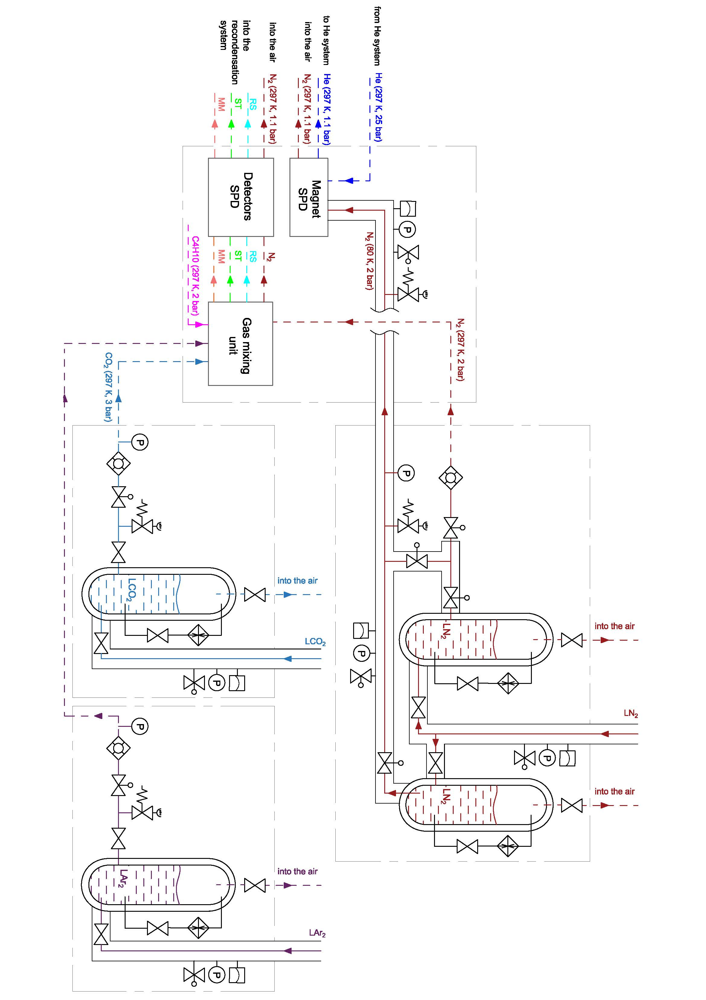 from He system
He (297 K, 25 bar)
to He system
He (297 K, 1.1 bar)
into the air
N₂ (297 K, 1.1 bar)
into the air
N₂ (297 K, 1.1 bar)
into the
recondensation
system
RS
ST
MM
Magnet
SPD
Detectors
SPD
P
atm
N₂ (80 K, 2 bar)
N₂
RS
ST
MM
C4H10 (297 K, 2 bar)
Gas mixing
unit
N₂ (297 K, 2 bar)
CO₂ (297 K, 3 bar)
P
atm
P
atm
LCO₂
into the air
LCO₂
P
LN₂
into the air
P
LN₂
P
LN₂
into the air
P
atm
LAr₂
into the air
LAr₂
P